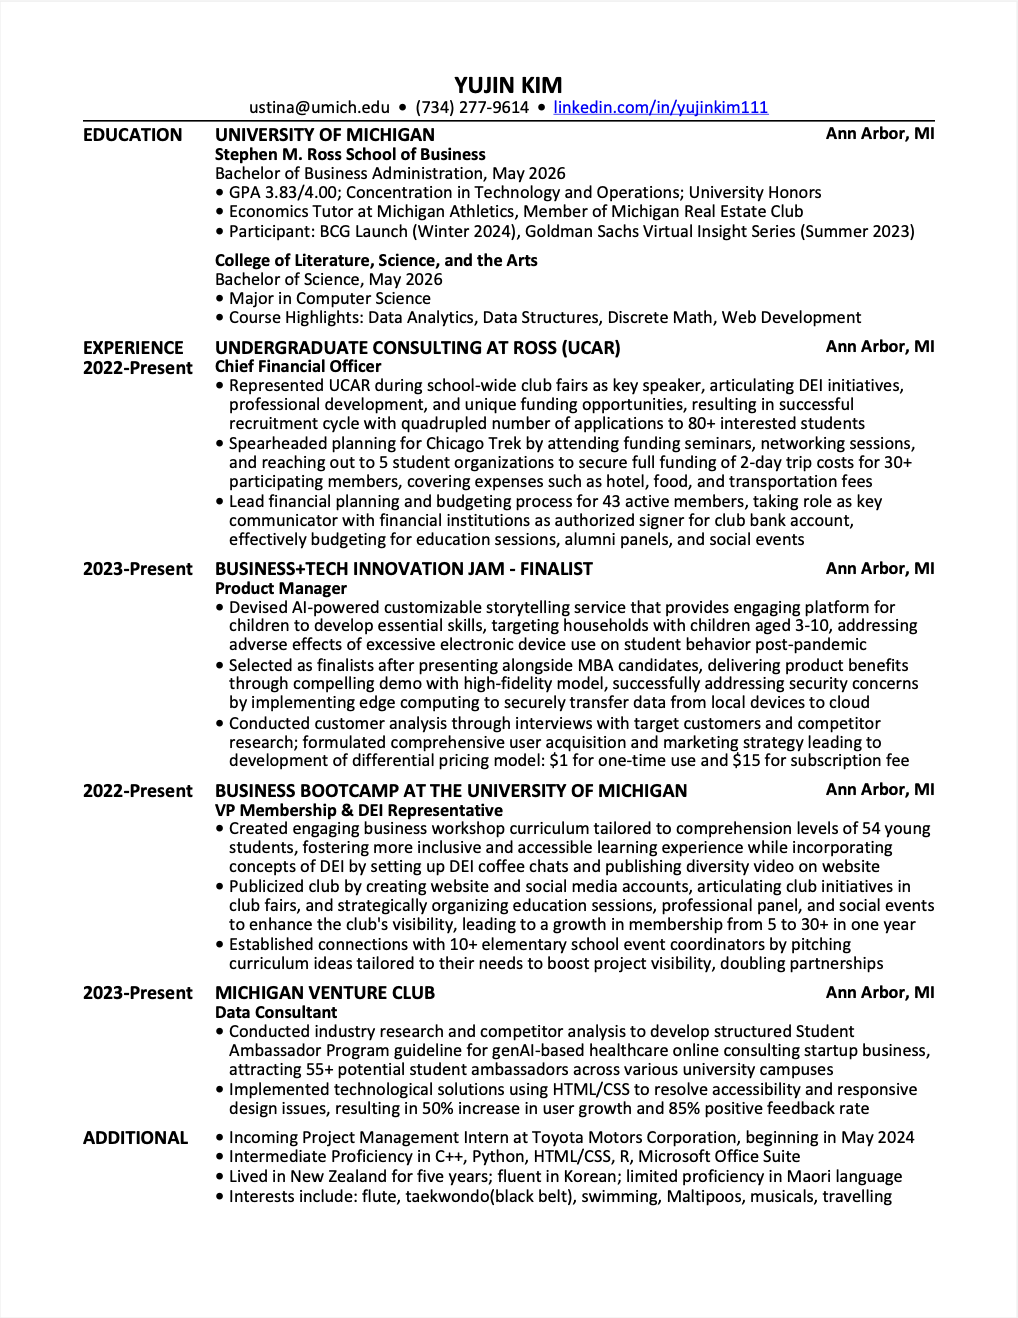 YUJIN KIM
ustina@umich.edu • (734) 277-9614 • linkedin.com/in/yujinkim111
EDUCATION UNIVERSITY OF MICHIGAN Ann Arbor, MI
Stephen M. Ross School of Business
Bachelor of Business Administration, May 2026
• GPA 3.83/4.00; Concentration in Technology and Operations; University Honors
• Economics Tutor at Michigan Athletics, Member of Michigan Real Estate Club
• Participant: BCG Launch (Winter 2024), Goldman Sachs Virtual Insight Series (Summer 2023)
College of Literature, Science, and the Arts
Bachelor of Science, May 2026
• Major in Computer Science
• Course Highlights: Data Analytics, Data Structures, Discrete Math, Web Development
EXPERIENCE UNDERGRADUATE CONSULTING AT ROSS (UCAR) Ann Arbor, MI
2022-Present Chief Financial Officer
• Represented UCAR during school-wide club fairs as key speaker, articulating DEI initiatives,
professional development, and unique funding opportunities, resulting in successful
recruitment cycle with quadrupled number of applications to 80+ interested students
• Spearheaded planning for Chicago Trek by attending funding seminars, networking sessions,
and reaching out to 5 student organizations to secure full funding of 2-day trip costs for 30+
participating members, covering expenses such as hotel, food, and transportation fees
• Lead financial planning and budgeting process for 43 active members, taking role as key
communicator with financial institutions as authorized signer for club bank account,
effectively budgeting for education sessions, alumni panels, and social events
2023-Present BUSINESS+TECH INNOVATION JAM - FINALIST Ann Arbor, MI
Product Manager
• Devised AI-powered customizable storytelling service that provides engaging platform for
children to develop essential skills, targeting households with children aged 3-10, addressing
adverse effects of excessive electronic device use on student behavior post-pandemic
• Selected as finalists after presenting alongside MBA candidates, delivering product benefits
through compelling demo with high-fidelity model, successfully addressing security concerns
by implementing edge computing to securely transfer data from local devices to cloud
• Conducted customer analysis through interviews with target customers and competitor
research; formulated comprehensive user acquisition and marketing strategy leading to
development of differential pricing model: $1 for one-time use and $15 for subscription fee
2022-Present BUSINESS BOOTCAMP AT THE UNIVERSITY OF MICHIGAN Ann Arbor, MI
VP Membership & DEI Representative
• Created engaging business workshop curriculum tailored to comprehension levels of 54 young
students, fostering more inclusive and accessible learning experience while incorporating
concepts of DEI by setting up DEI coffee chats and publishing diversity video on website
• Publicized club by creating website and social media accounts, articulating club initiatives in
club fairs, and strategically organizing education sessions, professional panel, and social events
to enhance the club's visibility, leading to a growth in membership from 5 to 30+ in one year
• Established connections with 10+ elementary school event coordinators by pitching
curriculum ideas tailored to their needs to boost project visibility, doubling partnerships
2023-Present MICHIGAN VENTURE CLUB Ann Arbor, MI
Data Consultant
• Conducted industry research and competitor analysis to develop structured Student
Ambassador Program guideline for genAI-based healthcare online consulting startup business,
attracting 55+ potential student ambassadors across various university campuses
• Implemented technological solutions using HTML/CSS to resolve accessibility and responsive
design issues, resulting in 50% increase in user growth and 85% positive feedback rate
ADDITIONAL • Incoming Project Management Intern at Toyota Motors Corporation, beginning in May 2024
• Intermediate Proficiency in C++, Python, HTML/CSS, R, Microsoft Office Suite
• Lived in New Zealand for five years; fluent in Korean; limited proficiency in Maori language
• Interests include: flute, taekwondo(black belt), swimming, Maltipoos, musicals, travelling